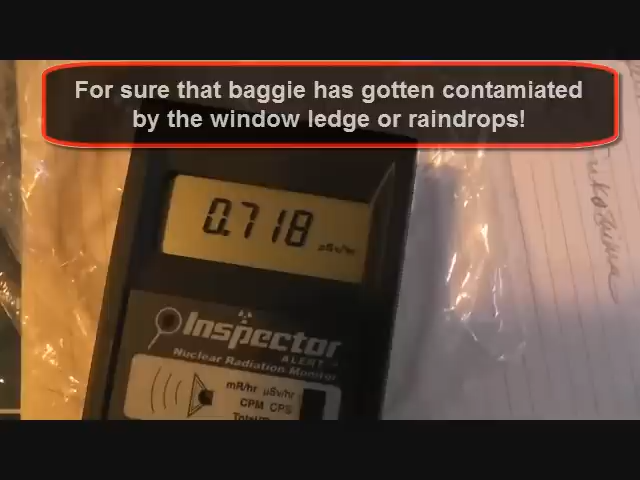 For sure that baggie has gotten contamiated
by the window ledge or raindrops!
0.718
µSv/hr
Inspector
ALERT
Nuclear Radiation Monitor
mR/hr µSv/hr
CPM CPS